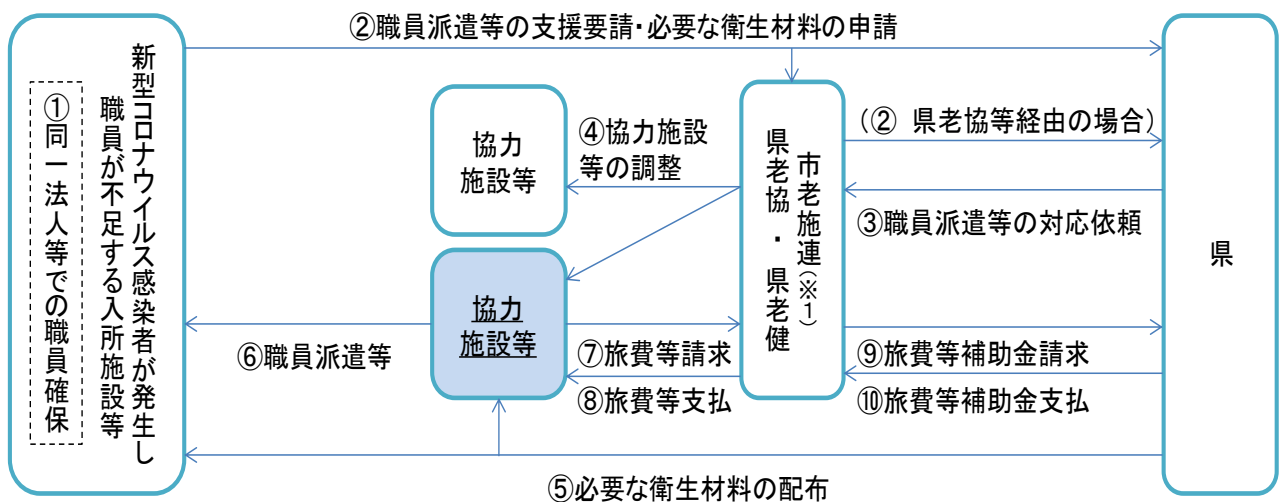 ②職員派遣等の支援要請・必要な衛生材料の申請
新型コロナウイルス感染者が発生し
職員が不足する入所施設等
①同一法人等での職員確保
協力
施設等
④協力施設
等の調整
協力
施設等
市老施連(※1)
県老協・県老健
(② 県老協等経由の場合)
③職員派遣等の対応依頼
県
⑥職員派遣等
⑦旅費等請求
⑧旅費等支払
⑨旅費等補助金請求
⑩旅費等補助金支払
⑤必要な衛生材料の配布